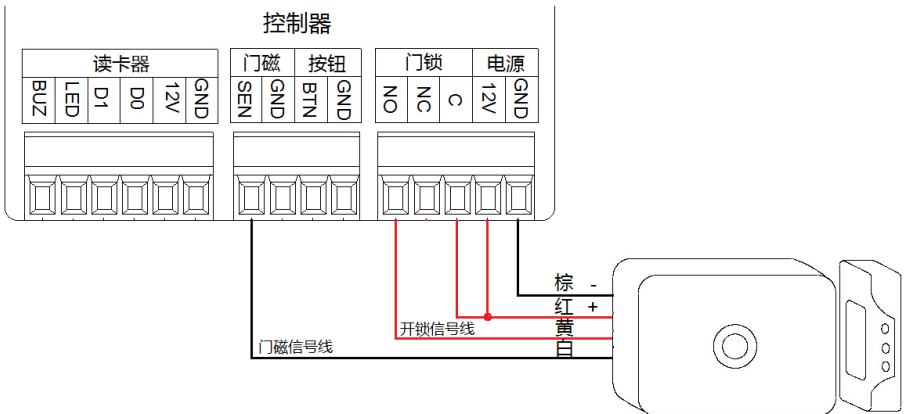 控制器
读卡器 门磁 按钮 门锁 电源
BUZ LED D1 D0 12V GND SEN GND BTN GND NO NC C 12V GND
棕 -
红 +
开锁信号线 黄
门磁信号线 白